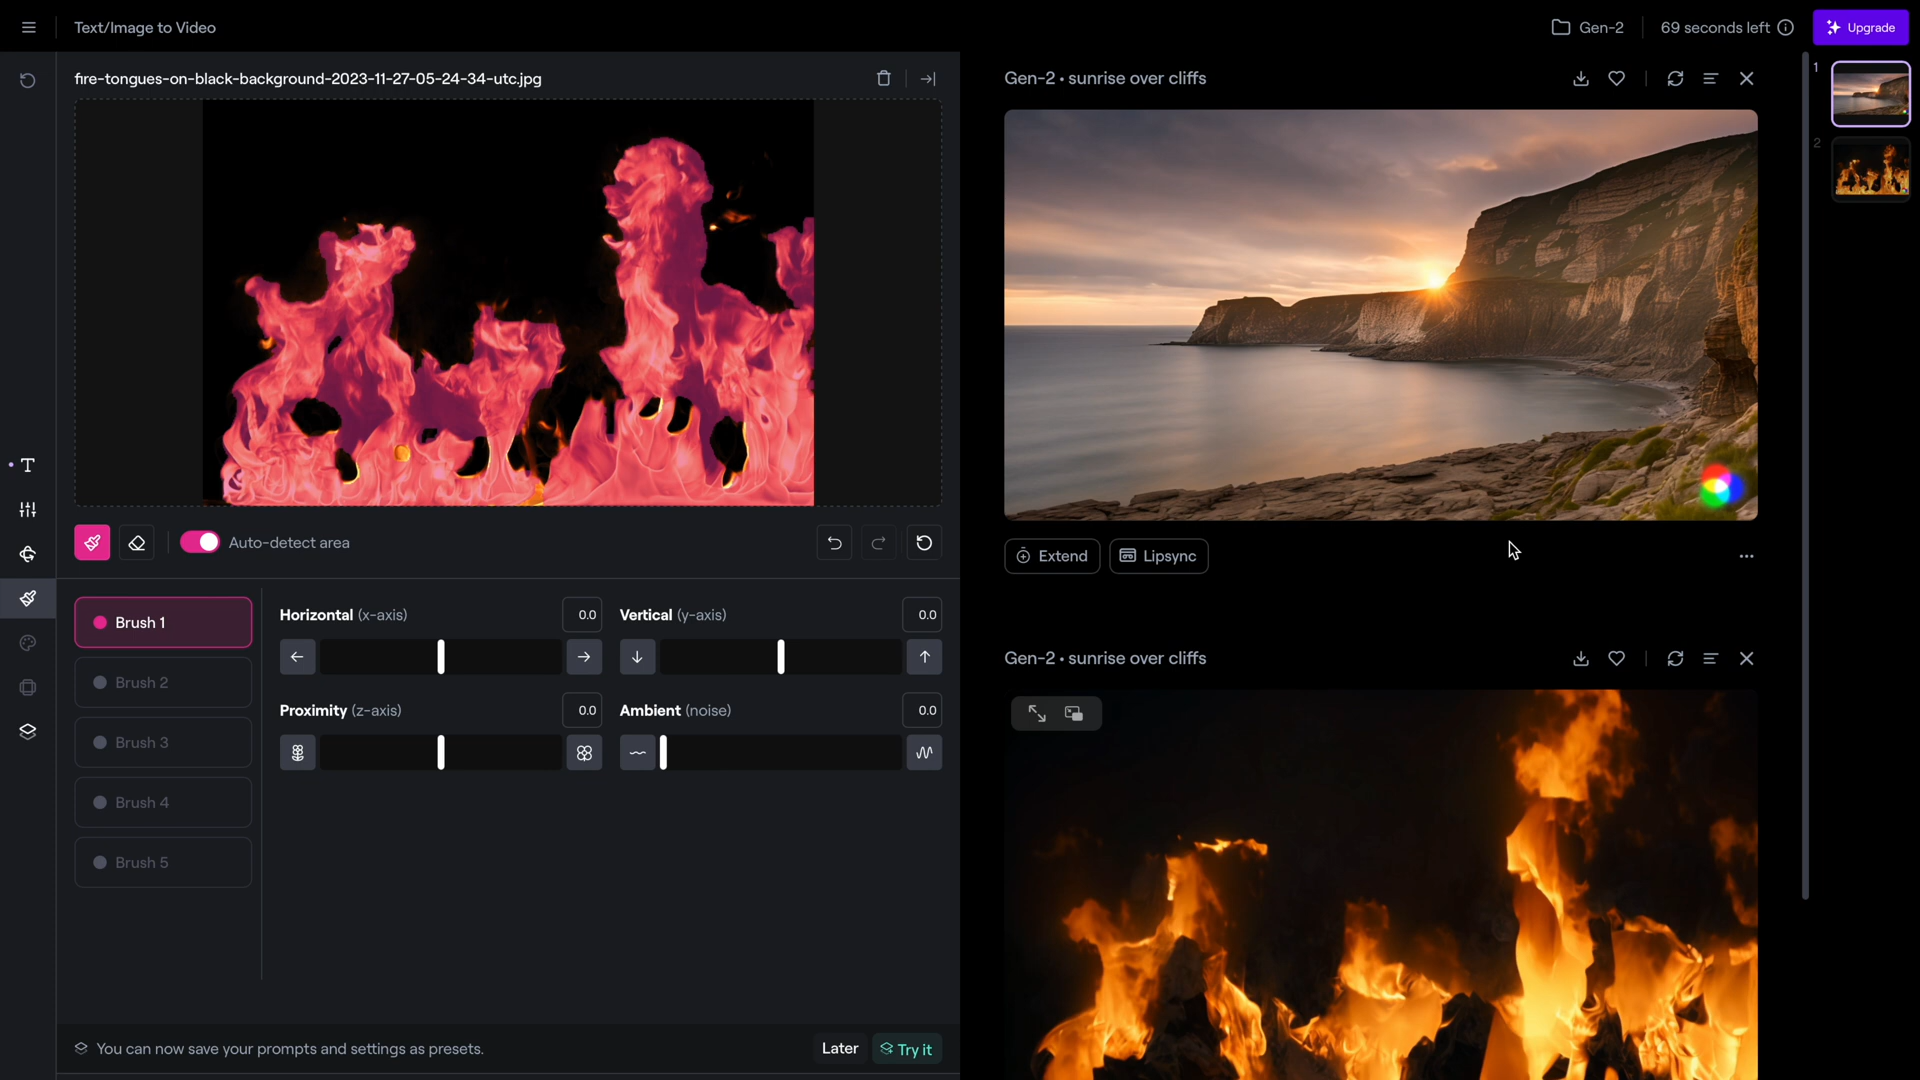 Text/Image to Video
Gen-2
69 seconds left
Upgrade
fire-tongues-on-black-background-2023-11-27-05-24-34-utc.jpg
Auto-detect area
Brush 1
Brush 2
Brush 3
Brush 4
Brush 5
Horizontal (x-axis) 0.0
Vertical (y-axis) 0.0
Proximity (z-axis) 0.0
Ambient (noise) 0.0
You can now save your prompts and settings as presets.
Later
Try it
Gen-2 • sunrise over cliffs
Extend
Lipsync
Gen-2 • sunrise over cliffs
1
2